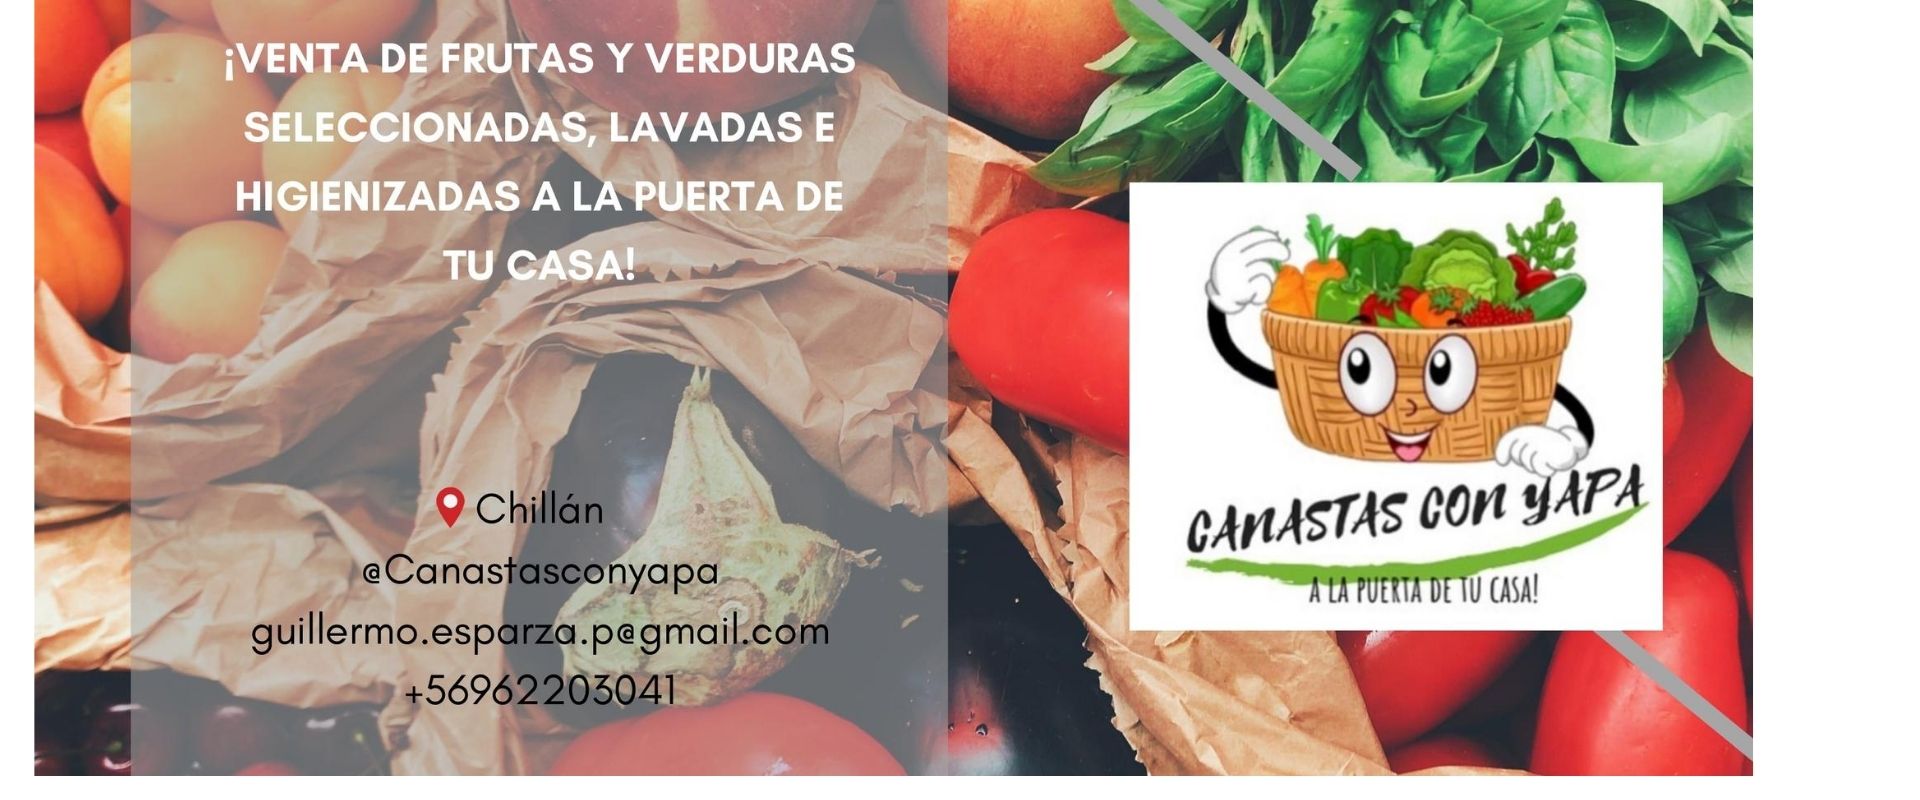 ¡VENTA DE FRUTAS Y VERDURAS
SELECCIONADAS, LAVADAS E
HIGIENIZADAS A LA PUERTA DE
TU CASA!
Chillán
@Canastasconyapa
guillermo.esparza.p@gmail.com
+56962203041
CANASTAS CON YAPA
A LA PUERTA DE TU CASA!